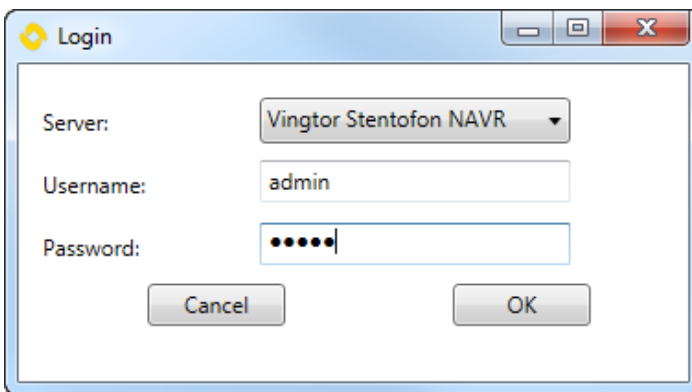 Login
Server: Vingtor Stentofon NAVR
Username: admin
Password: •••••
Cancel OK